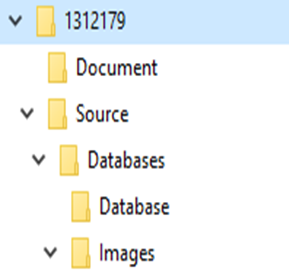 1312179
Document
Source
Databases
Database
Images